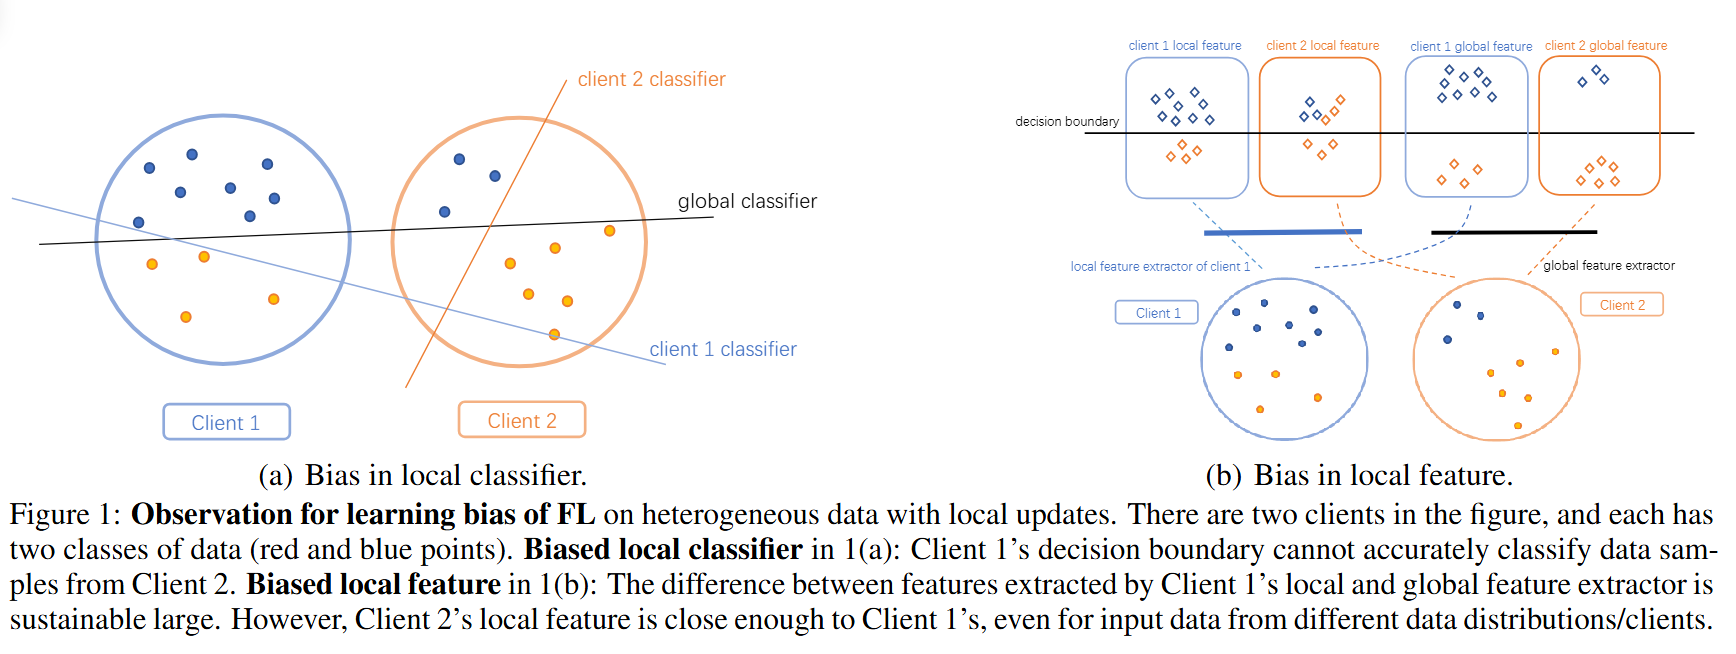 client 2 classifier
global classifier
client 1 classifier
Client 1
Client 2
(a) Bias in local classifier.
client 1 local feature
client 2 local feature
client 1 global feature
client 2 global feature
decision boundary
local feature extractor of client 1
global feature extractor
Client 1
Client 2
(b) Bias in local feature.
Figure 1: Observation for learning bias of FL on heterogeneous data with local updates. There are two clients in the figure, and each has
two classes of data (red and blue points). Biased local classifier in 1(a): Client 1's decision boundary cannot accurately classify data sam-
ples from Client 2. Biased local feature in 1(b): The difference between features extracted by Client 1's local and global feature extractor is
sustainable large. However, Client 2's local feature is close enough to Client 1's, even for input data from different data distributions/clients.